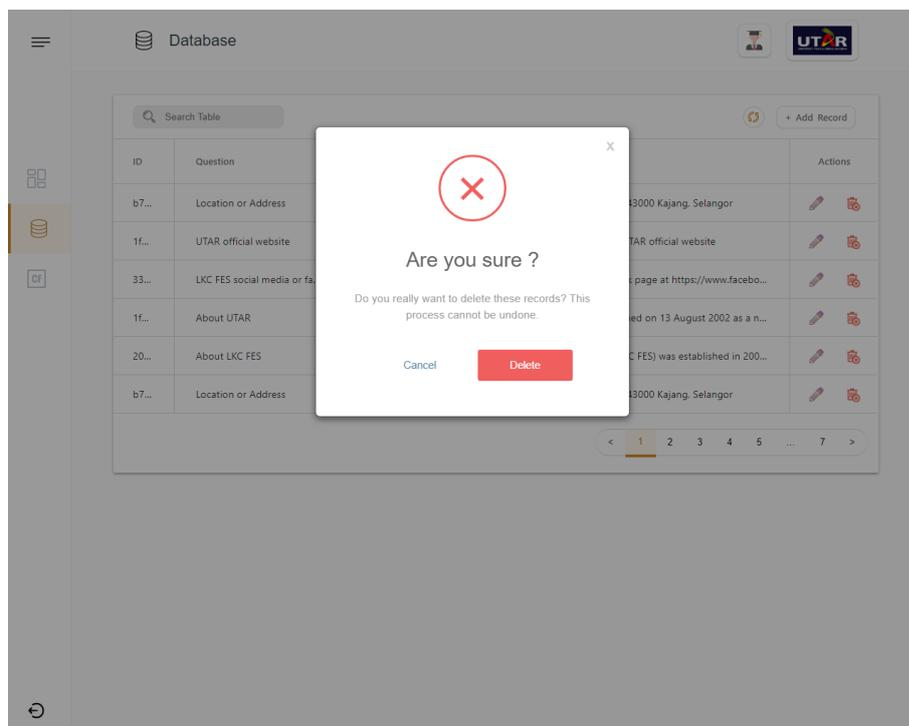 Database
UTAR
Search Table
+ Add Record
ID
Question
Actions
b7...
Location or Address
43000 Kajang, Selangor
1f...
UTAR official website
TAR official website
33...
LKC FES social media or fa.
page at https://www.facebo...
1f...
About UTAR
ed on 13 August 2002 as a n...
20...
About LKC FES
C FES) was established in 200...
b7...
Location or Address
43000 Kajang, Selangor
x
Are you sure ?
Do you really want to delete these records? This
process cannot be undone.
Cancel
Delete
< 1 2 3 4 5 ... 7 >
CF